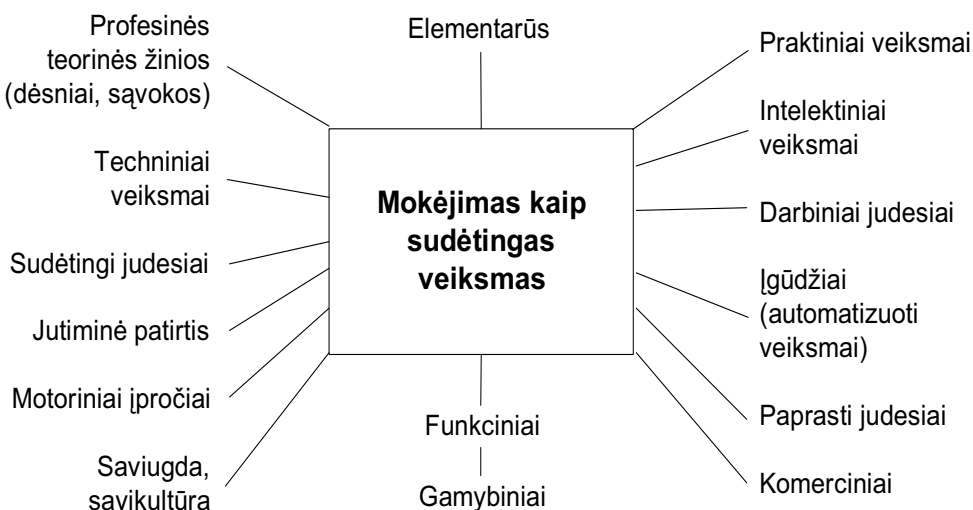 Profesinės
teorinės žinios
(dėsniai, sąvokos)
Techniniai
veiksmai
Sudėtingi judesiai
Jutiminė patirtis
Motoriniai įpročiai
Saviugda,
savikultūra
Elementarūs
Mokėjimas kaip
sudėtingas
veiksmas
Funkciniai
Gamybiniai
Praktiniai veiksmai
Intelektiniai
veiksmai
Darbiniai judesiai
Įgūdžiai
(automatizuoti
veiksmai)
Paprasti judesiai
Komerciniai